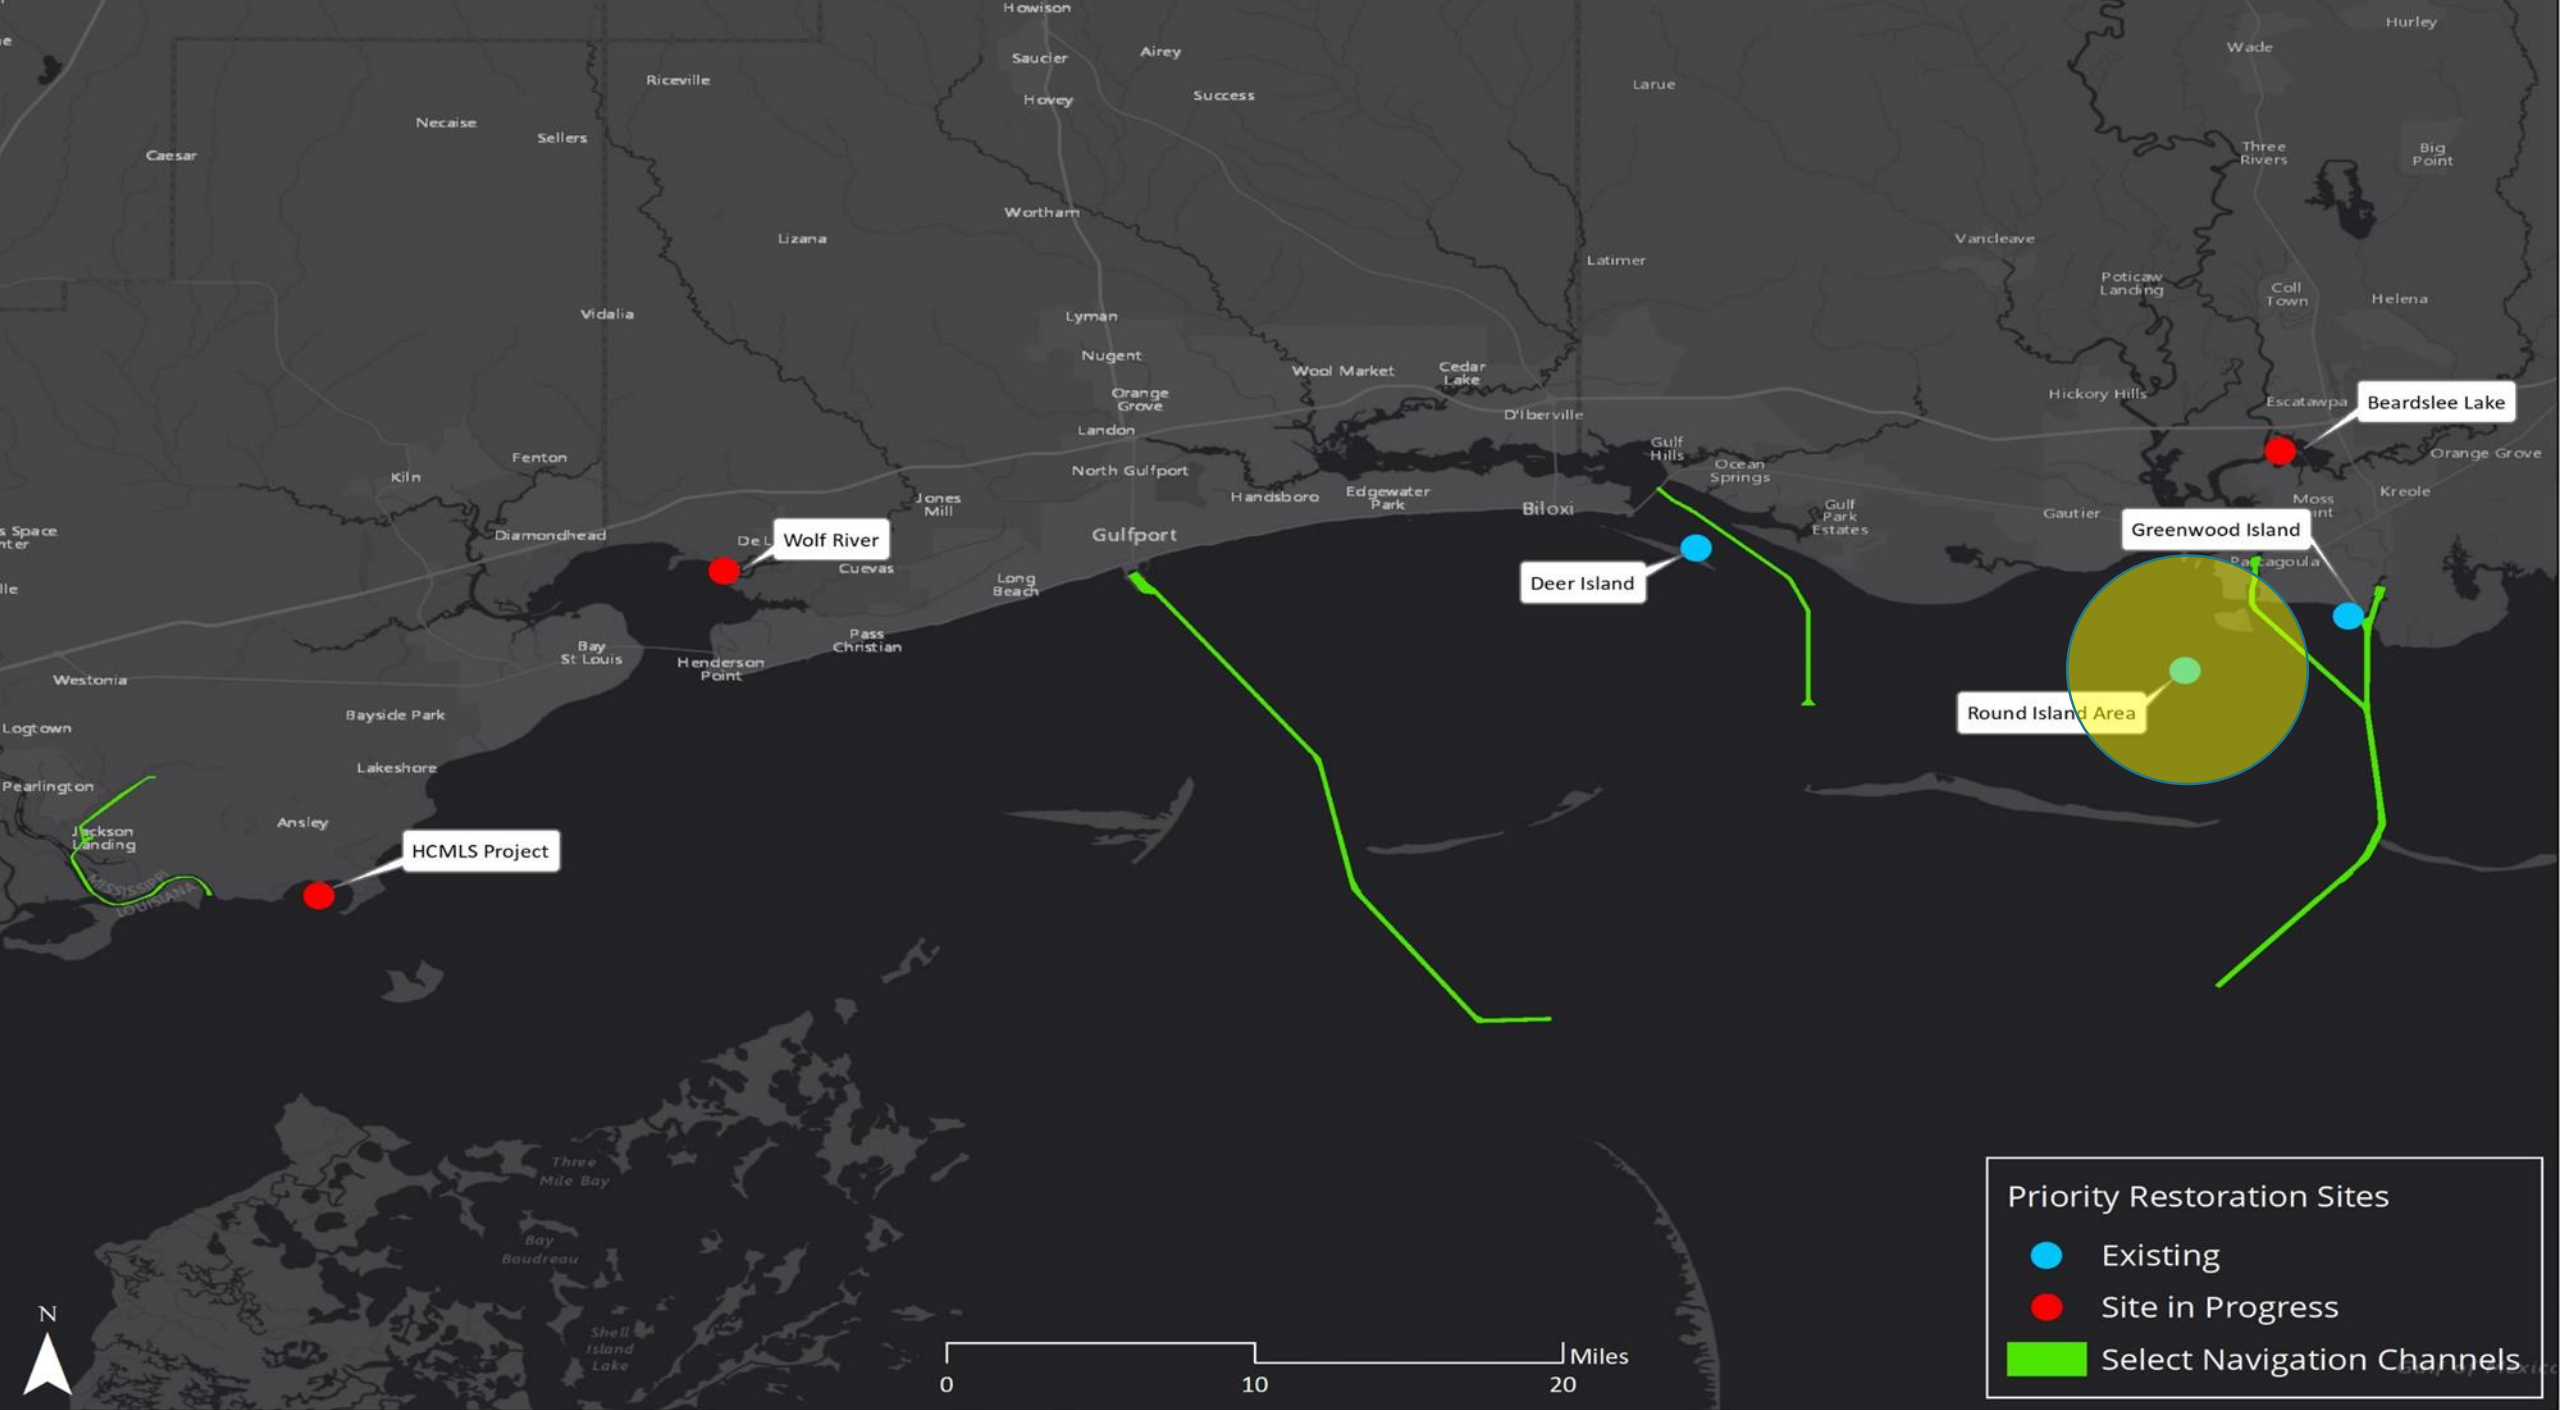 Howison
Hurley
Wade
Saucier
Airey
Riceville
Larue
Hovey
Success
Necaise
Sellers
Caesar
Three
Rivers
Big
Point
Wortham
Lizana
Vancleave
Latimer
Poticaw
Landing
Coll
Town
Helena
Vidalia
Lyman
Nugent
Wool Market
Cedar
Lake
Orange
Grove
Hickory Hills
Escatawpa
Beardslee Lake
D'Iberville
Landon
Gulf
Hills
Orange Grove
Fenton
Kiln
North Gulfport
Ocean
Springs
Jones
Mill
Handsboro
Edgewater
Park
Biloxi
Gulf
Park
Estates
Gautier
Moss
Kreole
Greenwood Island
s Space
nter
Diamondhead
De L
Wolf River
Gulfport
Cuevas
Pascagoula
Deer Island
Long
Beach
lle
Bay
St Louis
Pass
Christian
Henderson
Point
Westonia
Round Island Area
Bayside Park
Logtown
Lakeshore
Pearlington
Ansley
Jackson
Landing
HCMLS Project
MISSISSIPPI
LOUISIANA
Three
Mile Bay
Bay
Boudreau
Shell
Island
Lake
N
Miles
0 10 20
Priority Restoration Sites
Existing
Site in Progress
Select Navigation Channels